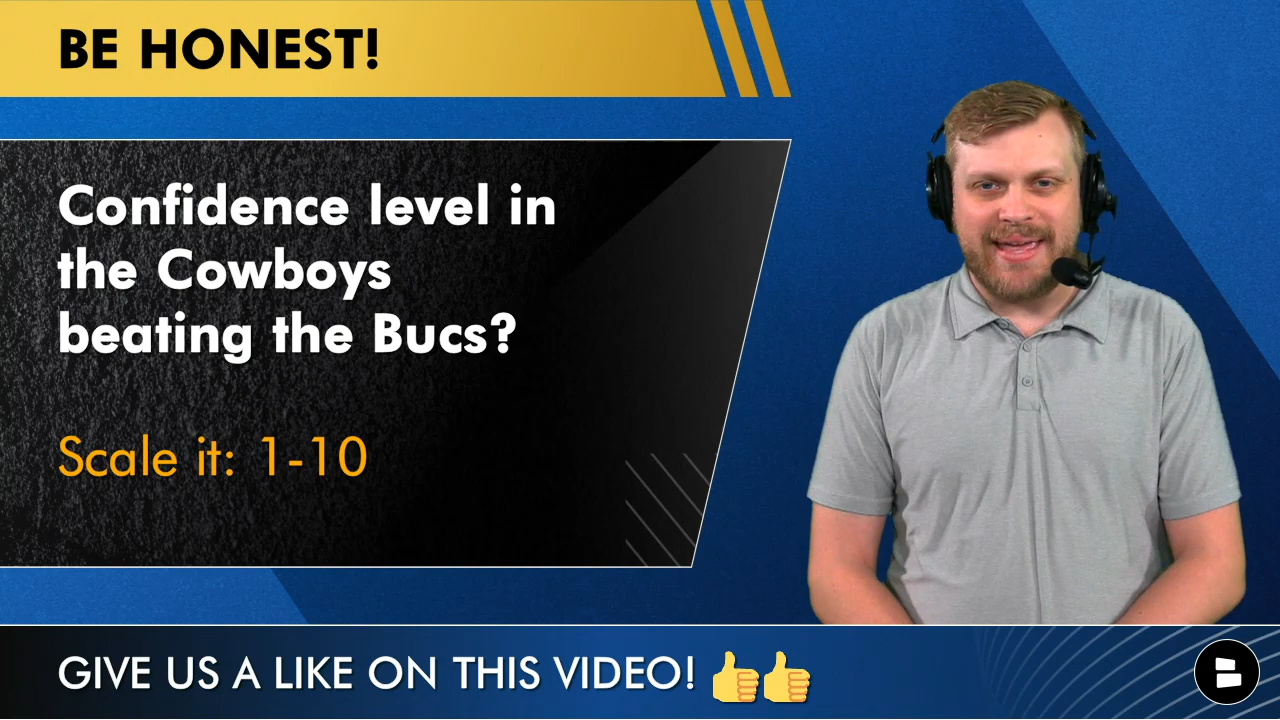 BE HONEST!
Confidence level in
the Cowboys
beating the Bucs?
Scale it: 1-10
GIVE US A LIKE ON THIS VIDEO!